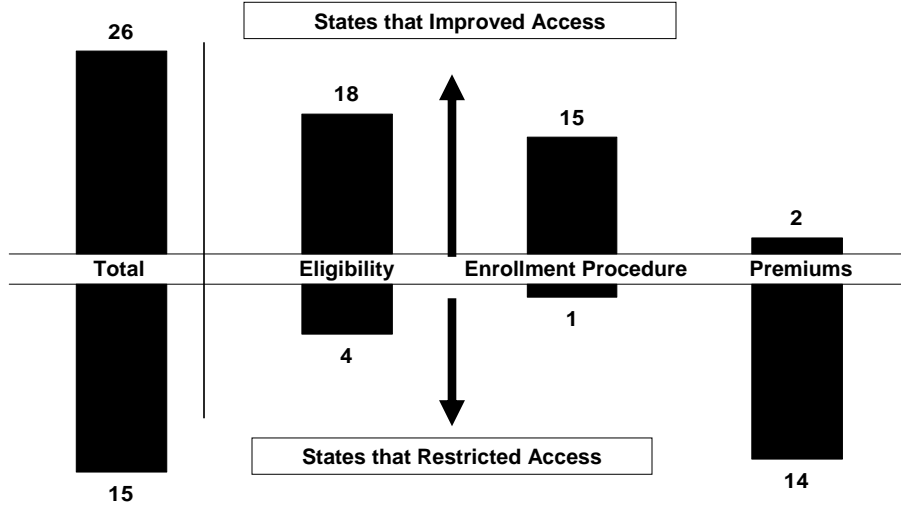 States that Improved Access
26
18
15
2
Total
Eligibility
Enrollment Procedure
Premiums
4
1
15
14
States that Restricted Access